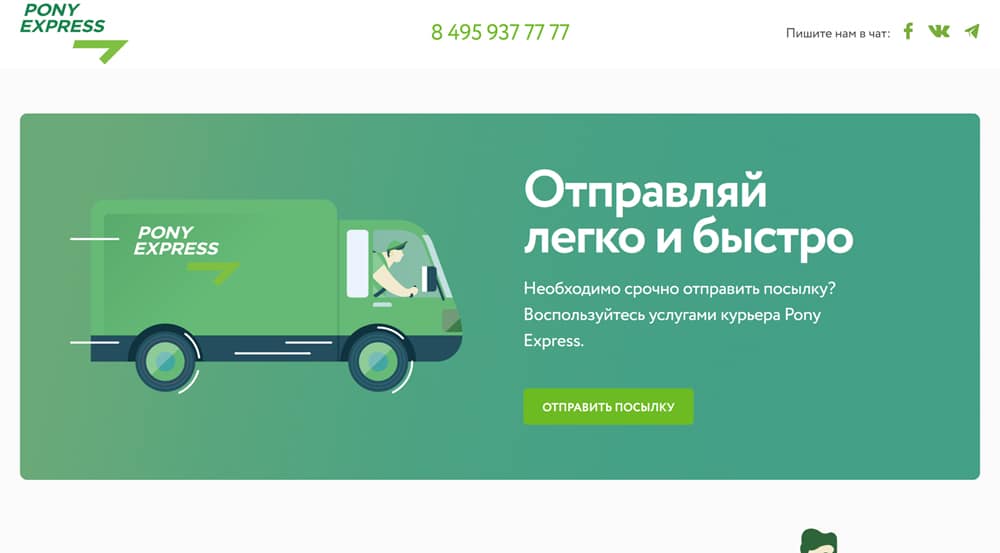 PONY
EXPRESS
8 495 937 77 77
Пишите нам в чат:
PONY
EXPRESS
Отправляй
легко и быстро
Необходимо срочно отправить посылку?
Воспользуйтесь услугами курьера Pony
Express.
ОТПРАВИТЬ ПОСЫЛКУ